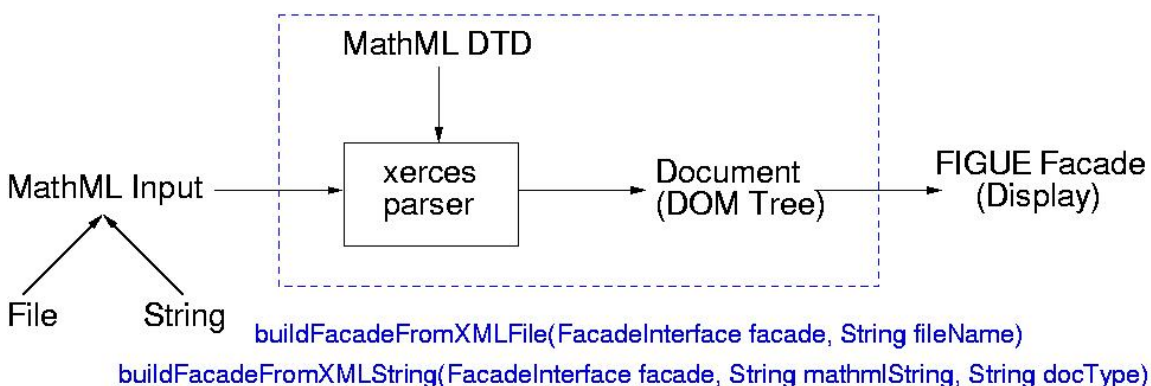 MathML DTD
MathML Input
xerces
parser
Document
(DOM Tree)
FIGUE Facade
(Display)
File
String
buildFacadeFromXMLFile(FacadeInterface facade, String fileName)
buildFacadeFromXMLString(FacadeInterface facade, String mathmlString, String docType)